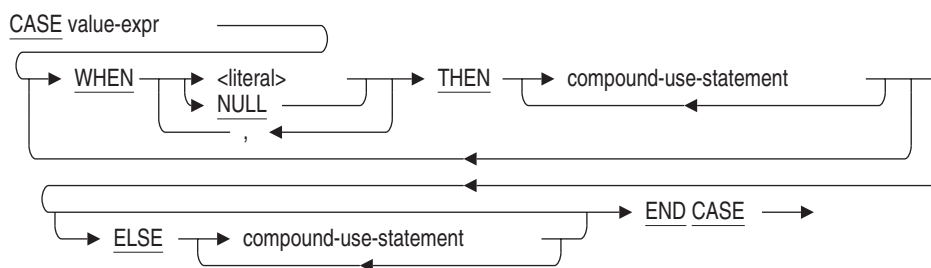 CASE value-expr
WHEN <literal> THEN compound-use-statement
NULL
,
END CASE
ELSE compound-use-statement